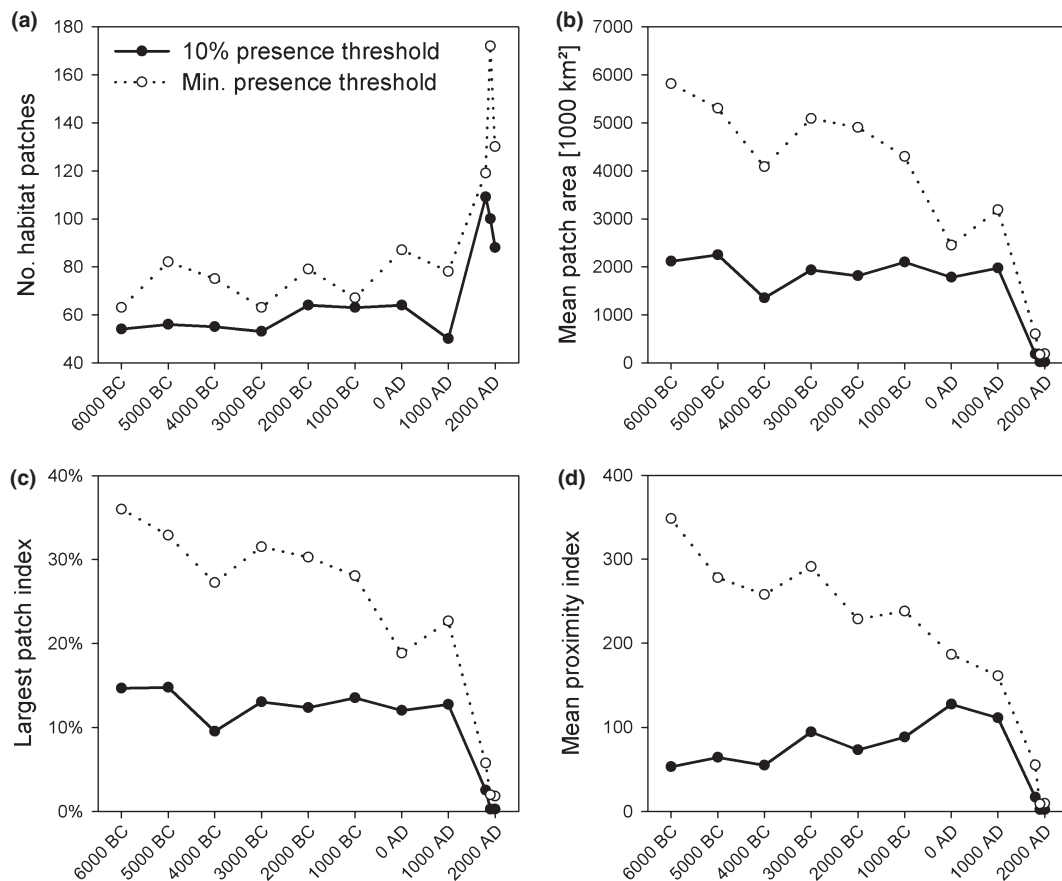 (a)
180
160
140
120
100
80
60
40
No. habitat patches
10% presence threshold
Min. presence threshold
6000 BC
5000 BC
4000 BC
3000 BC
2000 BC
1000 BC
0 AD
1000 AD
2000 AD
(b)
7000
6000
5000
4000
3000
2000
1000
0
Mean patch area [1000 km²]
6000 BC
5000 BC
4000 BC
3000 BC
2000 BC
1000 BC
0 AD
1000 AD
2000 AD
(c)
40%
30%
20%
10%
0%
Largest patch index
6000 BC
5000 BC
4000 BC
3000 BC
2000 BC
1000 BC
0 AD
1000 AD
2000 AD
(d)
400
300
200
100
0
Mean proximity index
6000 BC
5000 BC
4000 BC
3000 BC
2000 BC
1000 BC
0 AD
1000 AD
2000 AD